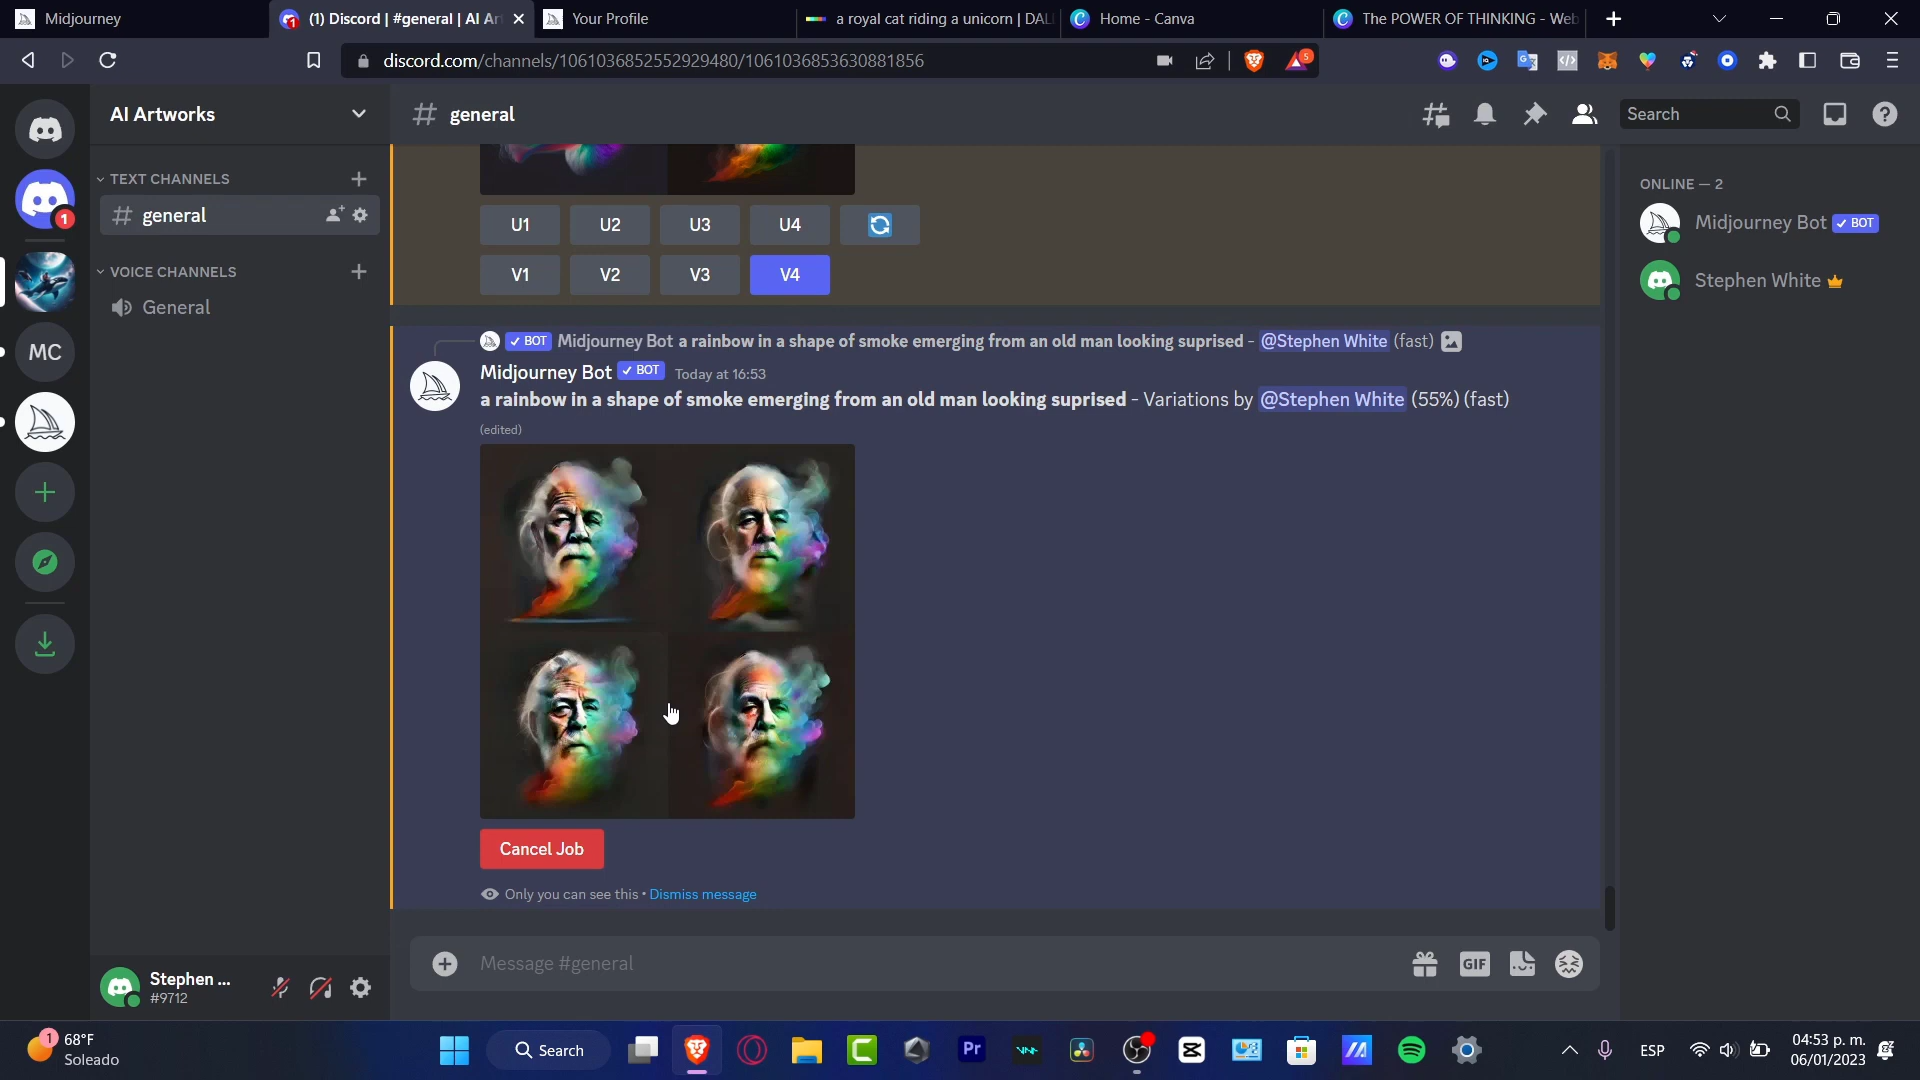 Midjourney
(1) Discord | #general | AI Ar
Your Profile
a royal cat riding a unicorn | DAL
Home - Canva
The POWER OF THINKING - Web
discord.com/channels/1061036852552929480/1061036853630881856
5
AI Artworks
general
Search
TEXT CHANNELS
general
VOICE CHANNELS
General
1
MC
U1
U2
U3
U4
V1
V2
V3
V4
BOT Midjourney Bot a rainbow in a shape of smoke emerging from an old man looking suprised - @Stephen White (fast)
Midjourney Bot BOT Today at 16:53
a rainbow in a shape of smoke emerging from an old man looking suprised - Variations by @Stephen White (55%) (fast)
(edited)
Cancel Job
Only you can see this • Dismiss message
Message #general
GIF
ONLINE — 2
Midjourney Bot BOT
Stephen White
Stephen ...
#9712
1
68°F
Soleado
Search
Pr
ESP
04:53 p. m.
06/01/2023